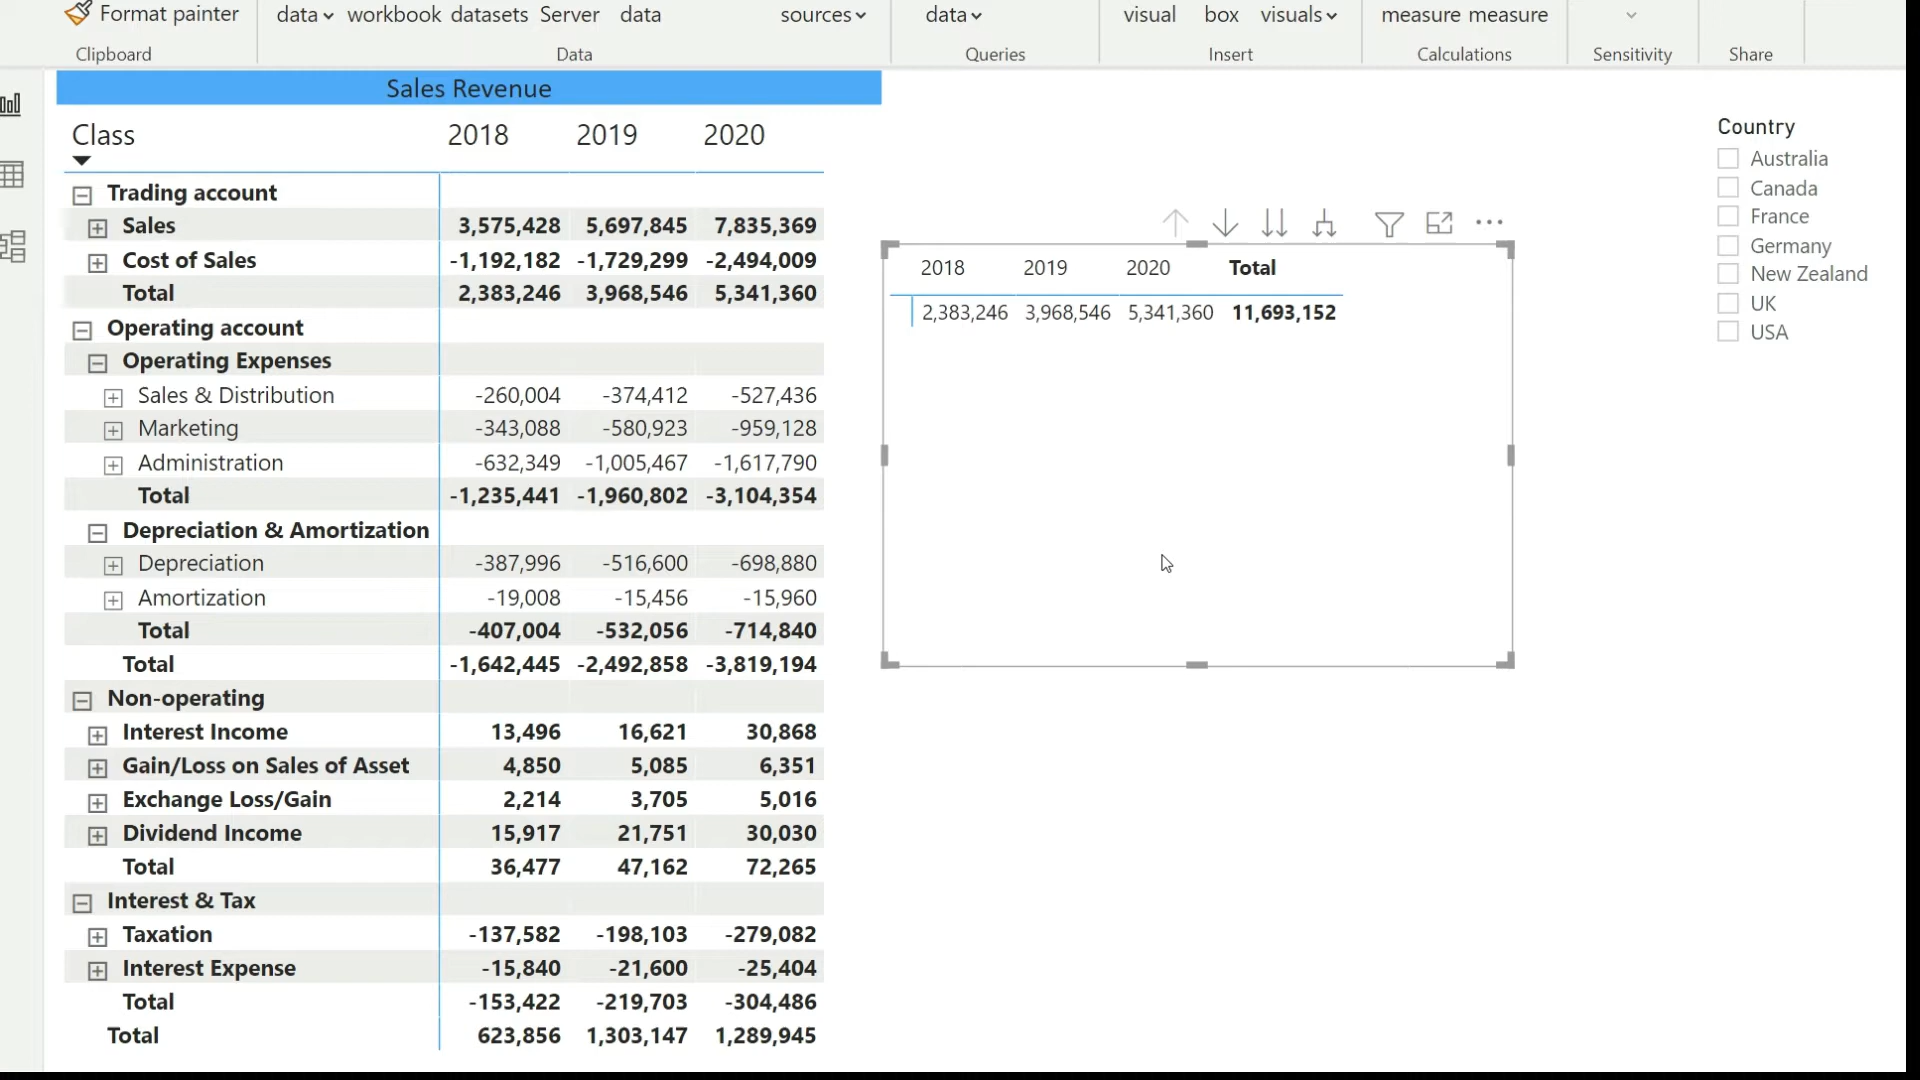 Format painter
data workbook datasets Server data sources
data
visual box visuals
measure measure
Clipboard
Data
Queries
Insert
Calculations
Sensitivity
Share
Sales Revenue
Class 2018 2019 2020
Trading account
Sales 3,575,428 5,697,845 7,835,369
Cost of Sales -1,192,182 -1,729,299 -2,494,009
Total 2,383,246 3,968,546 5,341,360
Operating account
Operating Expenses
Sales & Distribution -260,004 -374,412 -527,436
Marketing -343,088 -580,923 -959,128
Administration -632,349 -1,005,467 -1,617,790
Total -1,235,441 -1,960,802 -3,104,354
Depreciation & Amortization
Depreciation -387,996 -516,600 -698,880
Amortization -19,008 -15,456 -15,960
Total -407,004 -532,056 -714,840
Total -1,642,445 -2,492,858 -3,819,194
Non-operating
Interest Income 13,496 16,621 30,868
Gain/Loss on Sales of Asset 4,850 5,085 6,351
Exchange Loss/Gain 2,214 3,705 5,016
Dividend Income 15,917 21,751 30,030
Total 36,477 47,162 72,265
Interest & Tax
Taxation -137,582 -198,103 -279,082
Interest Expense -15,840 -21,600 -25,404
Total -153,422 -219,703 -304,486
Total 623,856 1,303,147 1,289,945
2018 2019 2020 Total
2,383,246 3,968,546 5,341,360 11,693,152
Country
Australia
Canada
France
Germany
New Zealand
UK
USA